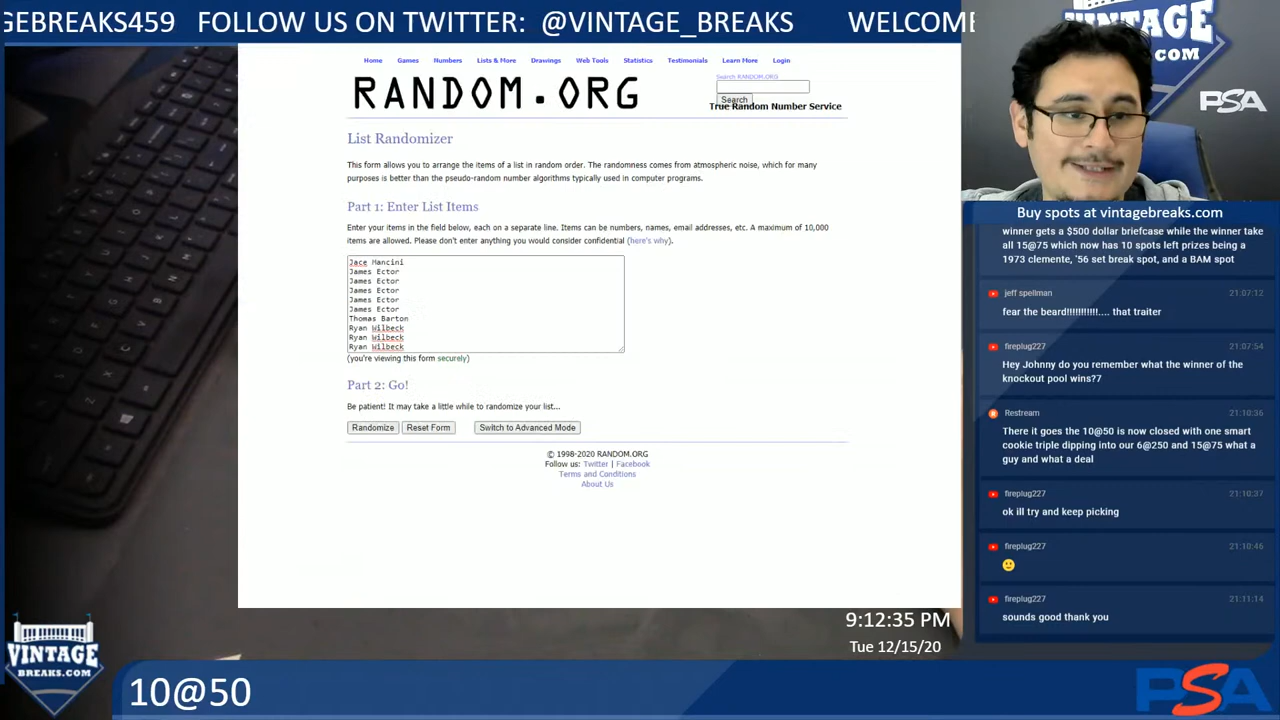 GEBREAKS459 FOLLOW US ON TWITTER: @VINTAGE_BREAKS WELCOME
Home Games Numbers Lists & More Drawings Web Tools Statistics Testimonials Learn More Login
RANDOM.ORG
Search RANDOM.ORG
Search
True Random Number Service
List Randomizer
This form allows you to arrange the items of a list in random order. The randomness comes from atmospheric noise, which for many
purposes is better than the pseudo-random number algorithms typically used in computer programs.
Part 1: Enter List Items
Enter your items in the field below, each on a separate line. Items can be numbers, names, email addresses, etc. A maximum of 10,000
items are allowed. Please don't enter anything you would consider confidential (here's why).
Jace Mancini
James Ector
James Ector
James Ector
James Ector
James Ector
Thomas Barton
Ryan Wilbeck
Ryan Wilbeck
Ryan Wilbeck
(you're viewing this form securely)
Part 2: Go!
Be patient! It may take a little while to randomize your list...
Randomize Reset Form Switch to Advanced Mode
© 1998-2020 RANDOM.ORG
Follow us: Twitter | Facebook
Terms and Conditions
About Us
VINTAGE
.COM
PSA
Buy spots at vintagebreaks.com
winner gets a $500 dollar briefcase while the winner take
all 15@75 which now has 10 spots left prizes being a
1973 clemente, '56 set break spot, and a BAM spot
jeff spellman 21:07:12
fear the beard!!!!!!!!!!!.... that traiter
fireplug227 21:07:54
Hey Johnny do you remember what the winner of the
knockout pool wins?7
Restream 21:10:36
There it goes the 10@50 is now closed with one smart
cookie triple dipping into our 6@250 and 15@75 what a
guy and what a deal
fireplug227 21:10:37
ok ill try and keep picking
fireplug227 21:10:46
fireplug227 21:11:14
sounds good thank you
9:12:35 PM
Tue 12/15/20
VINTAGE
BREAKS.COM
10@50
PSA